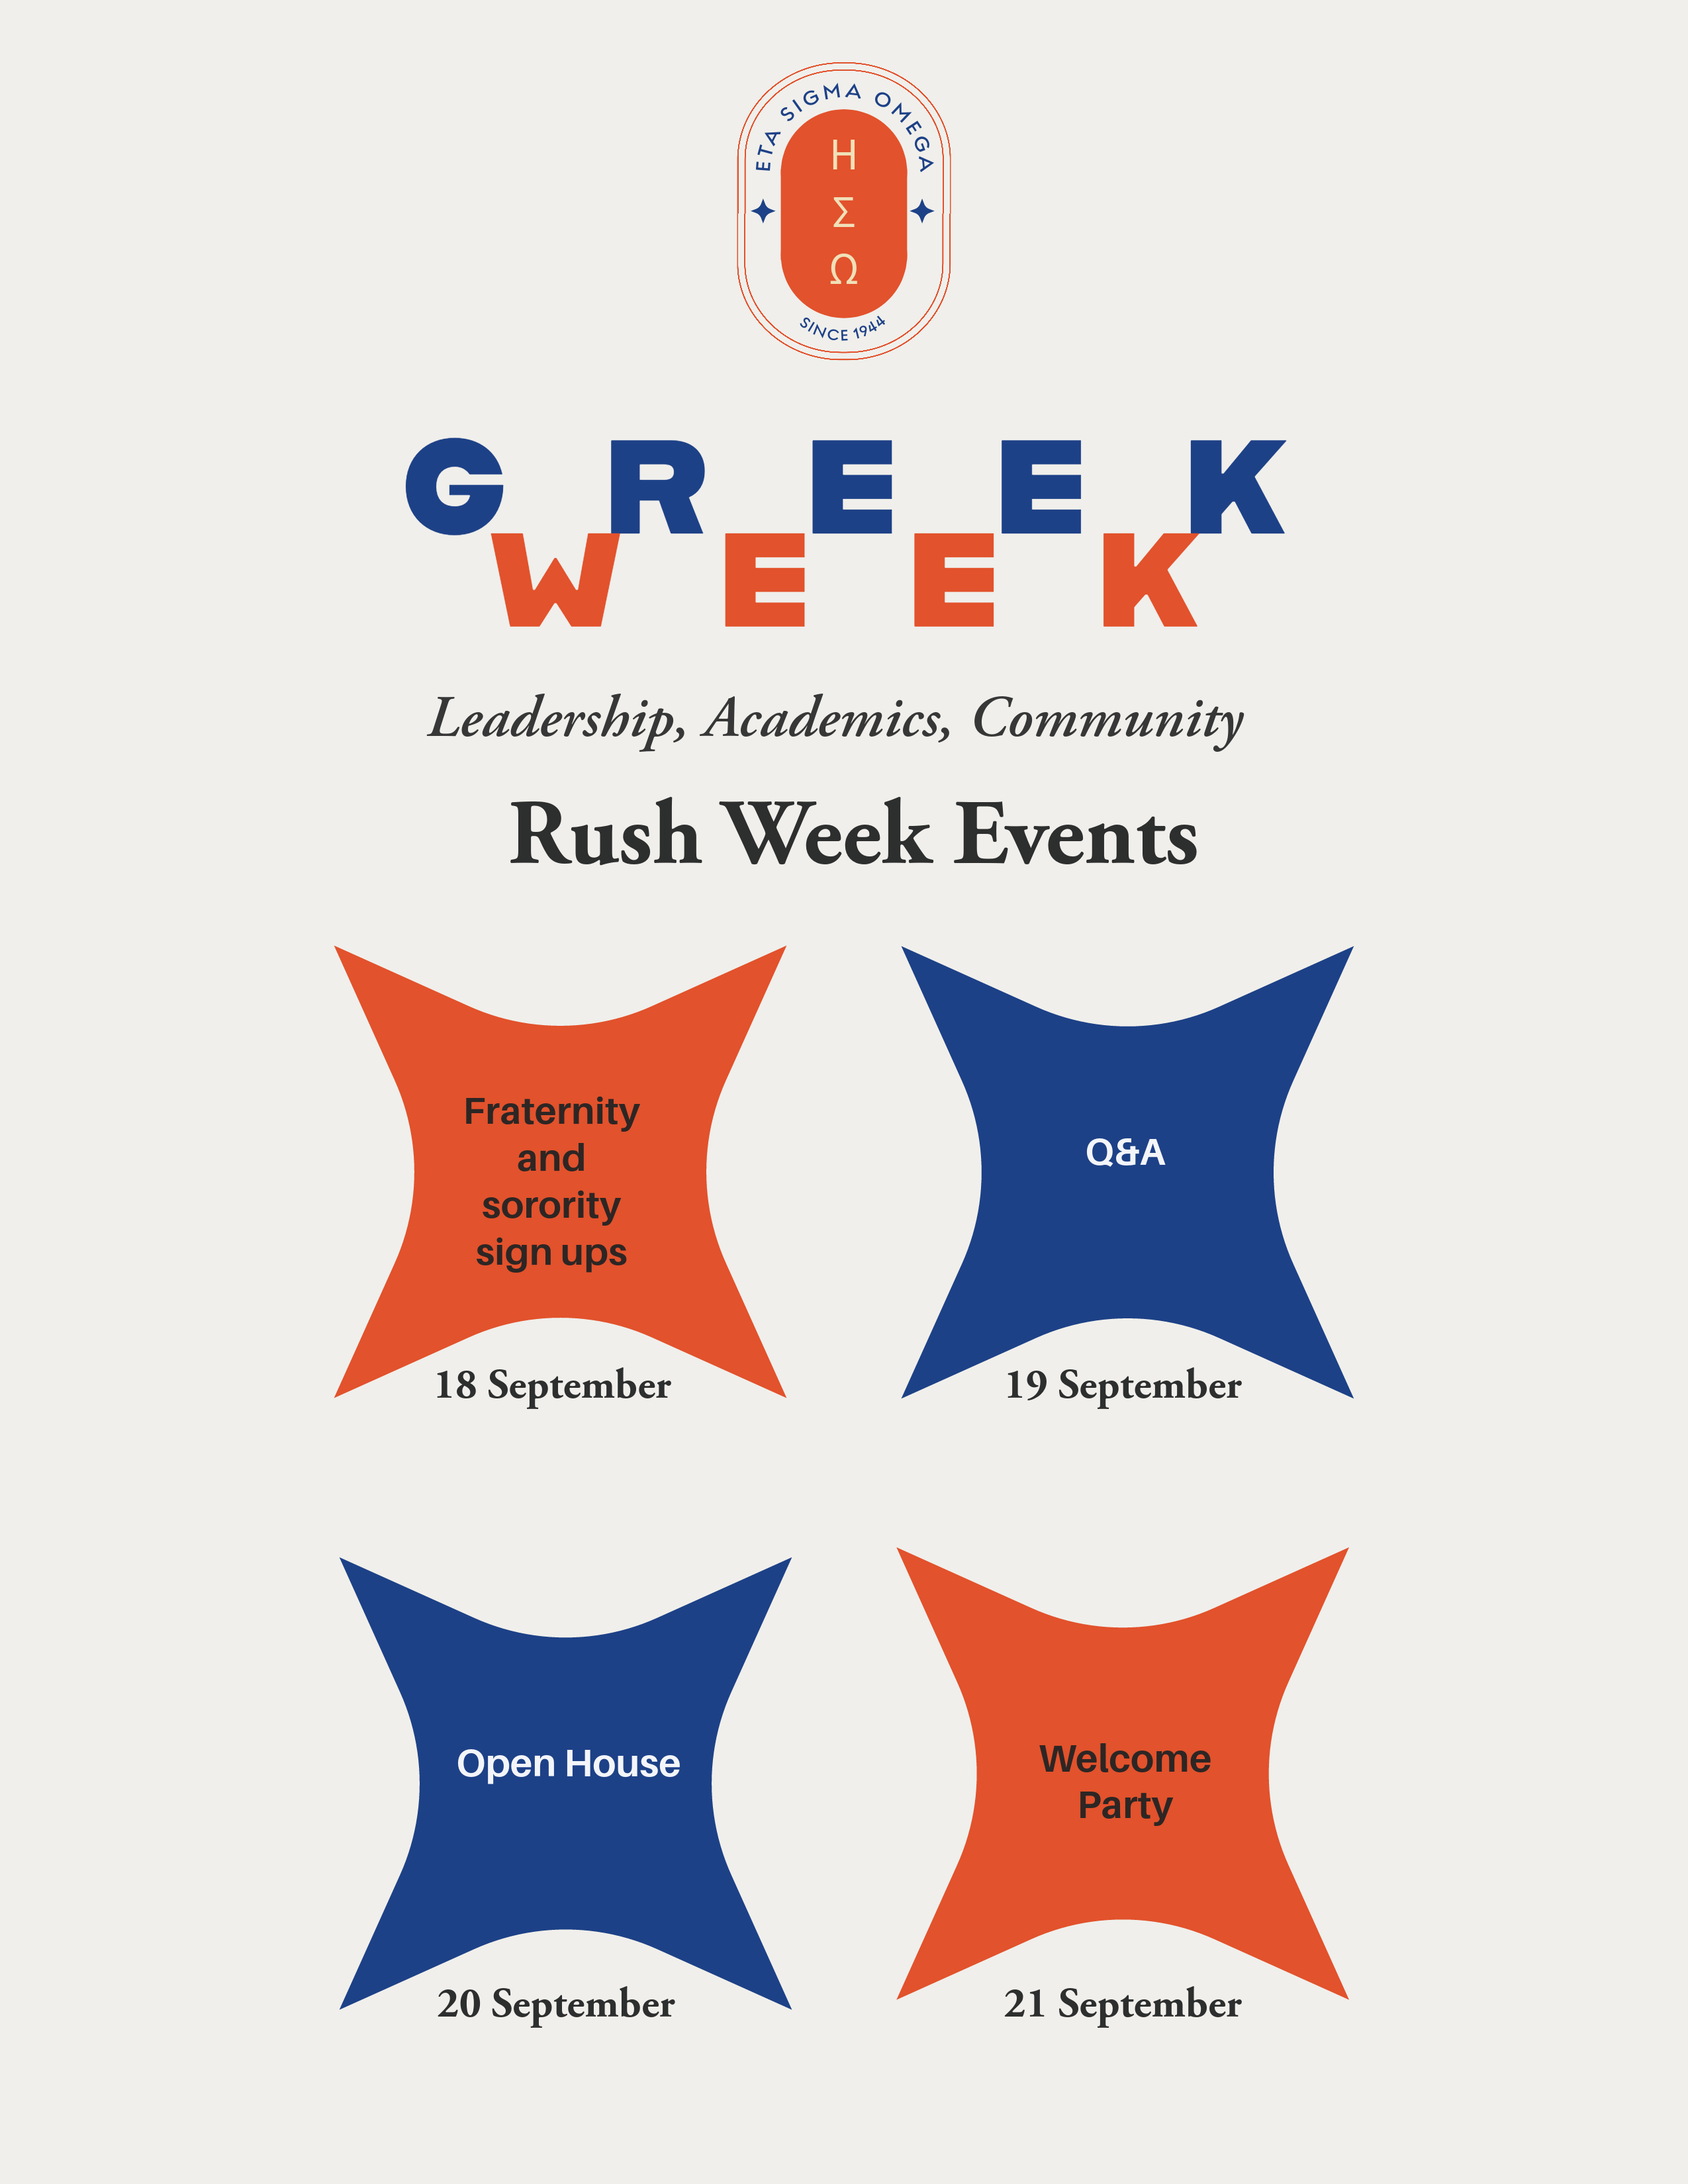 ETA SIGMA OMEGA
Η
Σ
Ω
SINCE 1944
GREEK
WEEK
Leadership, Academics, Community
Rush Week Events
Fraternity
and
sorority
sign ups
18 September
Q&A
19 September
Open House
20 September
Welcome
Party
21 September